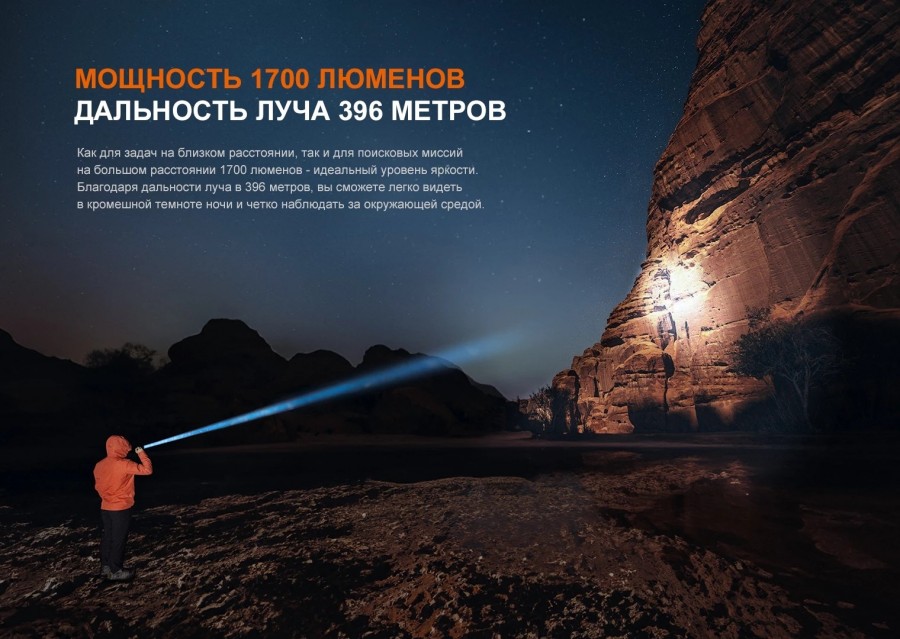 МОЩНОСТЬ 1700 ЛЮМЕНОВ
ДАЛЬНОСТЬ ЛУЧА 396 МЕТРОВ
Как для задач на близком расстоянии, так и для поисковых миссий
на большом расстоянии 1700 люменов - идеальный уровень яркости.
Благодаря дальности луча в 396 метров, вы сможете легко видеть
в кромешной темноте ночи и четко наблюдать за окружающей средой.